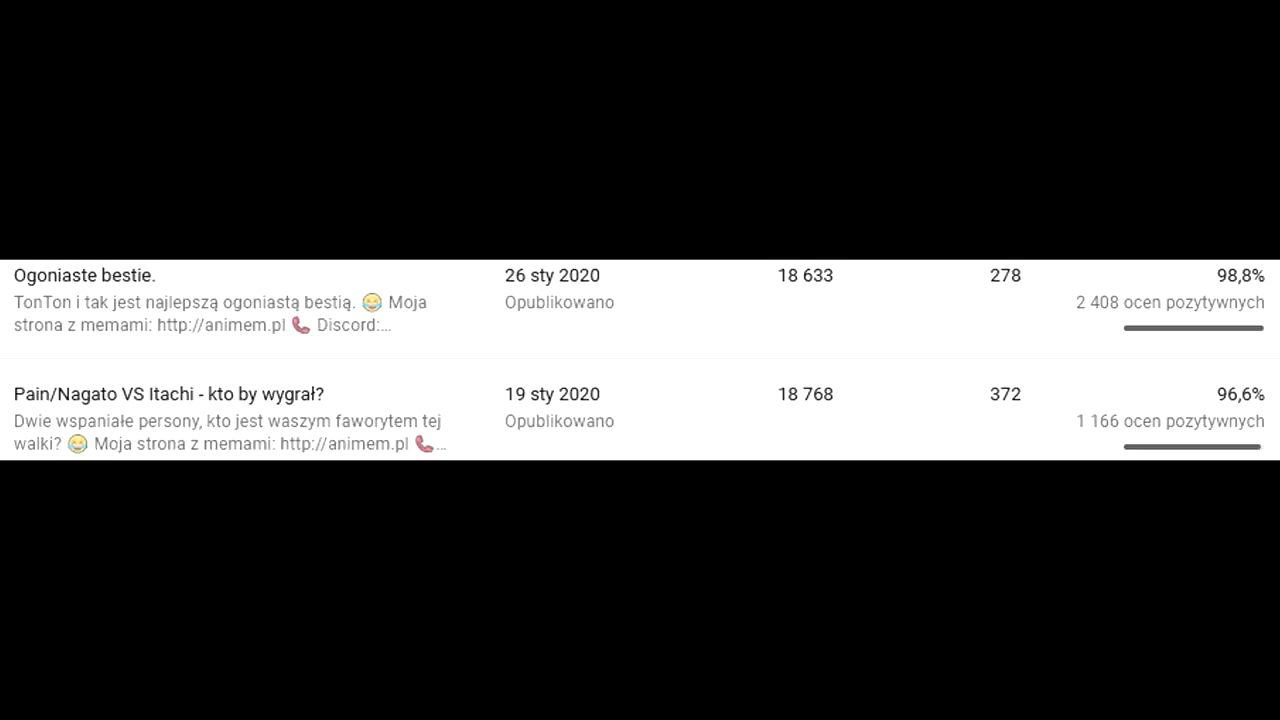 Ogoniaste bestie. 26 sty 2020 18 633 278 98,8%
TonTon i tak jest najlepszą ogoniastą bestią. 😂 Moja Opublikowano 2 408 ocen pozytywnych
strona z memami: http://animem.pl 📞 Discord:...
Pain/Nagato VS Itachi - kto by wygrał? 19 sty 2020 18 768 372 96,6%
Dwie wspaniałe persony, kto jest waszym faworytem tej Opublikowano 1 166 ocen pozytywnych
walki? 😂 Moja strona z memami: http://animem.pl 📞...